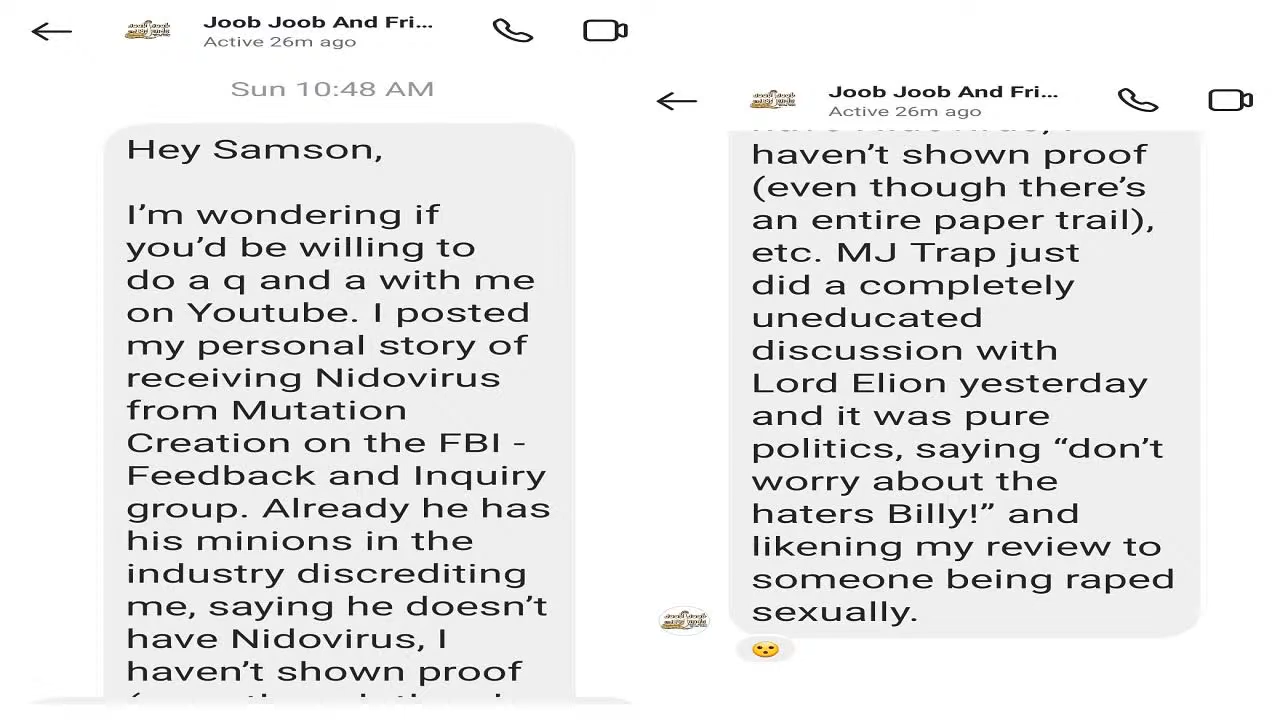 Joob Joob And Fri...
Active 26m ago
Sun 10:48 AM
Hey Samson,
I'm wondering if
you'd be willing to
do a q and a with me
on Youtube. I posted
my personal story of
receiving Nidovirus
from Mutation
Creation on the FBI -
Feedback and Inquiry
group. Already he has
his minions in the
industry discrediting
me, saying he doesn't
have Nidovirus, I
haven't shown proof
Joob Joob And Fri...
Active 26m ago
haven't shown proof
(even though there's
an entire paper trail),
etc. MJ Trap just
did a completely
uneducated
discussion with
Lord Elion yesterday
and it was pure
politics, saying “don't
worry about the
haters Billy!” and
likening my review to
someone being raped
sexually.